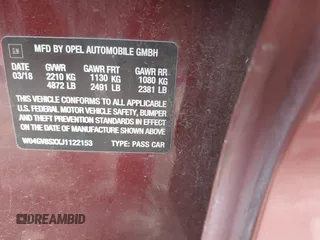 GM MFD BY OPEL AUTOMOBILE GMBH
DATE GVWR GAWR FRT GAWR RR
03/18 2210 KG 1130 KG 1080 KG
4872 LB 2491 LB 2381 LB
THIS VEHICLE CONFORMS TO ALL APPLICABLE
U.S. FEDERAL MOTOR VEHICLE SAFETY, BUMPER,
AND THEFT PREVENTION STANDARDS IN EFFECT
ON THE DATE OF MANUFACTURE SHOWN ABOVE.
W04GV8SX1J1122153 TYPE: PASS CAR
DREAMBID